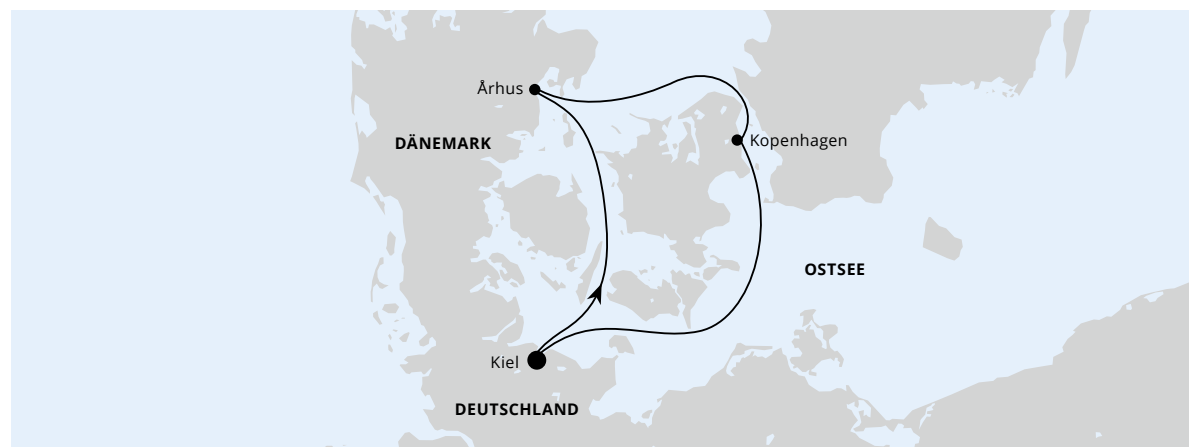 Århus
DÄNEMARK
Kopenhagen
OSTSEE
Kiel
DEUTSCHLAND